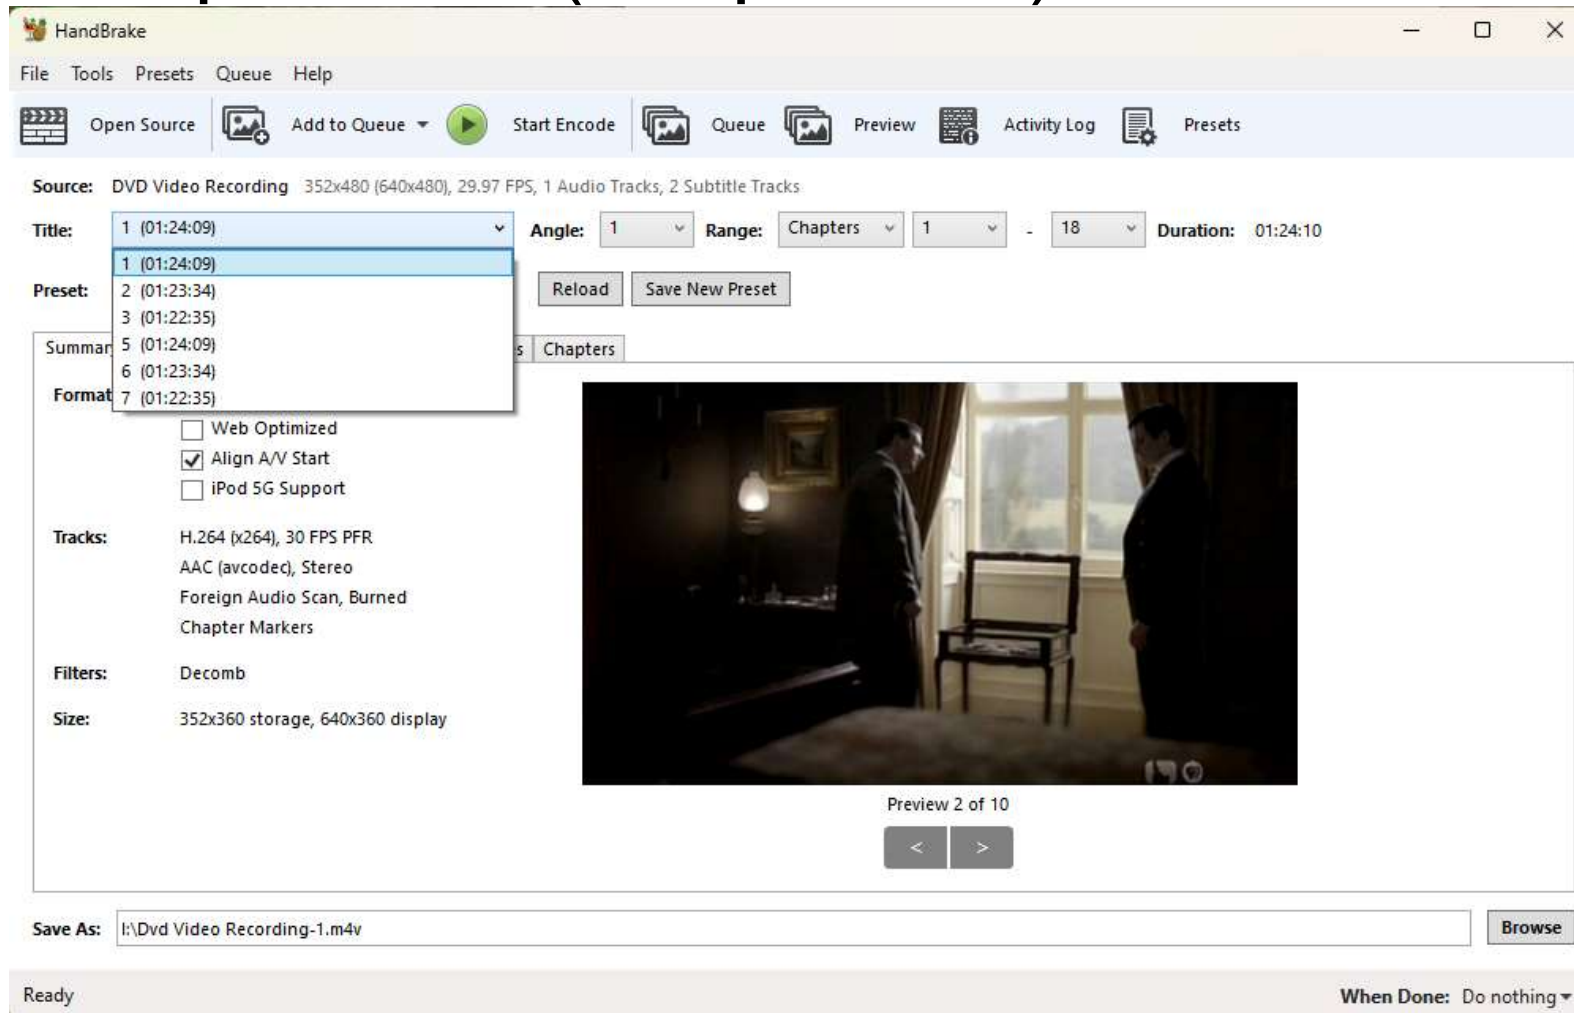 HandBrake
File Tools Presets Queue Help
Open Source Add to Queue Start Encode Queue Preview Activity Log Presets
Source: DVD Video Recording 352x480 (640x480), 29.97 FPS, 1 Audio Tracks, 2 Subtitle Tracks
Title: 1 (01:24:09) Angle: 1 Range: Chapters 1 - 18 Duration: 01:24:10
1 (01:24:09)
Preset: 2 (01:23:34) Reload Save New Preset
3 (01:22:35)
Summar 5 (01:24:09) s Chapters
6 (01:23:34)
Format 7 (01:22:35)
Web Optimized
Align A/V Start
iPod 5G Support
Tracks: H.264 (x264), 30 FPS PFR
AAC (avcodec), Stereo
Foreign Audio Scan, Burned
Chapter Markers
Filters: Decomb
Size: 352x360 storage, 640x360 display
Preview 2 of 10
< >
Save As: I:\Dvd Video Recording-1.m4v Browse
Ready When Done: Do nothing